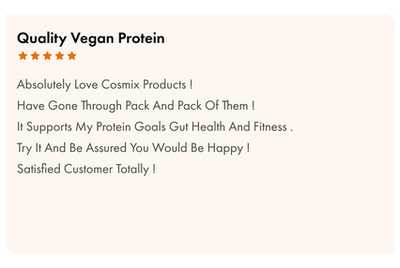 Quality Vegan Protein
Absolutely Love Cosmix Products !
Have Gone Through Pack And Pack Of Them !
It Supports My Protein Goals Gut Health And Fitness .
Try It And Be Assured You Would Be Happy !
Satisfied Customer Totally !